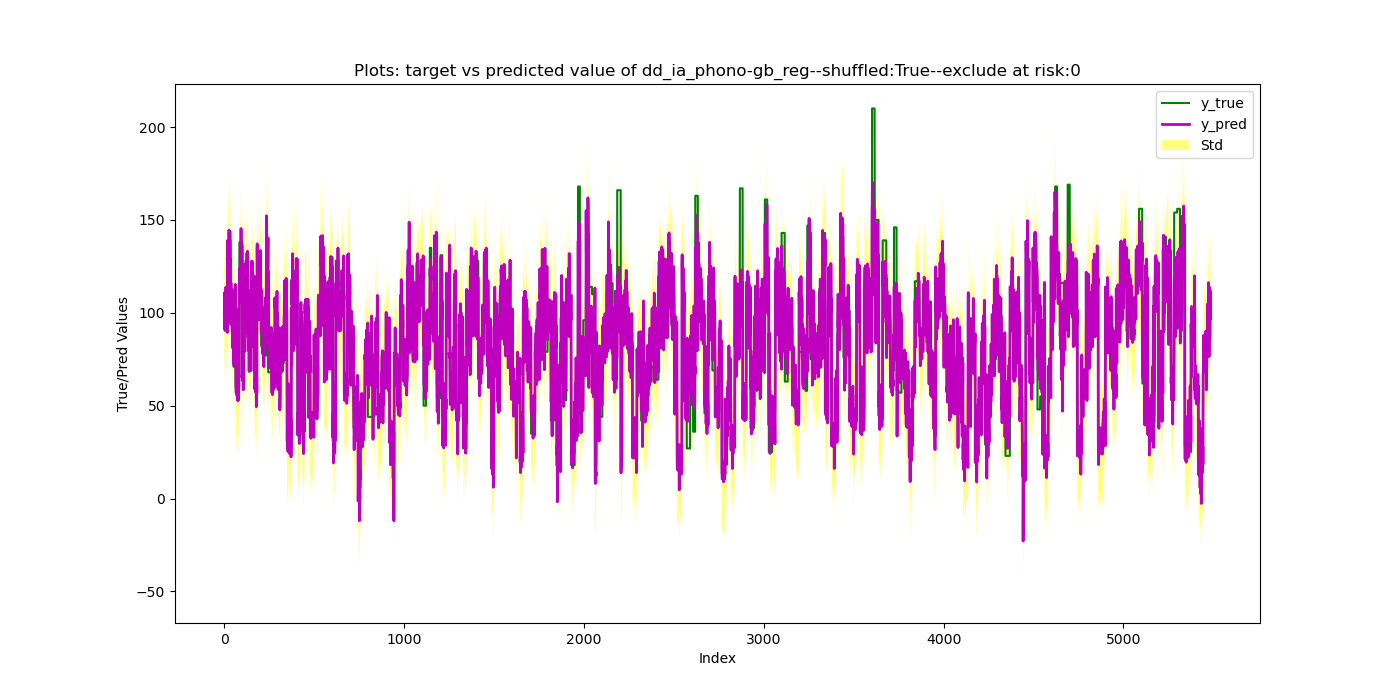 Plots: target vs predicted value of dd_ia_phono-gb_reg--shuffled:True--exclude at risk:0
y_true
y_pred
Std
200
150
100
50
0
−50
True/Pred Values
0 1000 2000 3000 4000 5000
Index